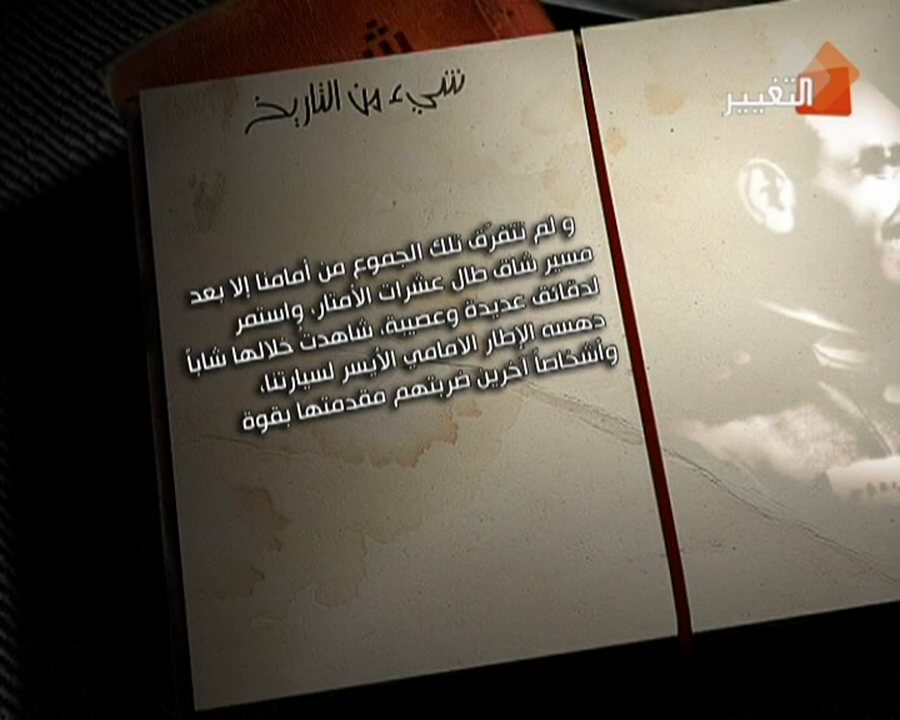 شيء من التاريخ
التغيير
و لم تتفرّق تلك الجموع من أمامنا إلا بعد
مسير شاق طال عشرات الأمتار، واستمر
لدقائق عديدة وعصيبة، شاهدتُ خلالها شاباً
دهسه الإطار الامامي الأيسر لسيارتنا،
وأشخاصاً آخرين ضربتهم مقدمتها بقوة